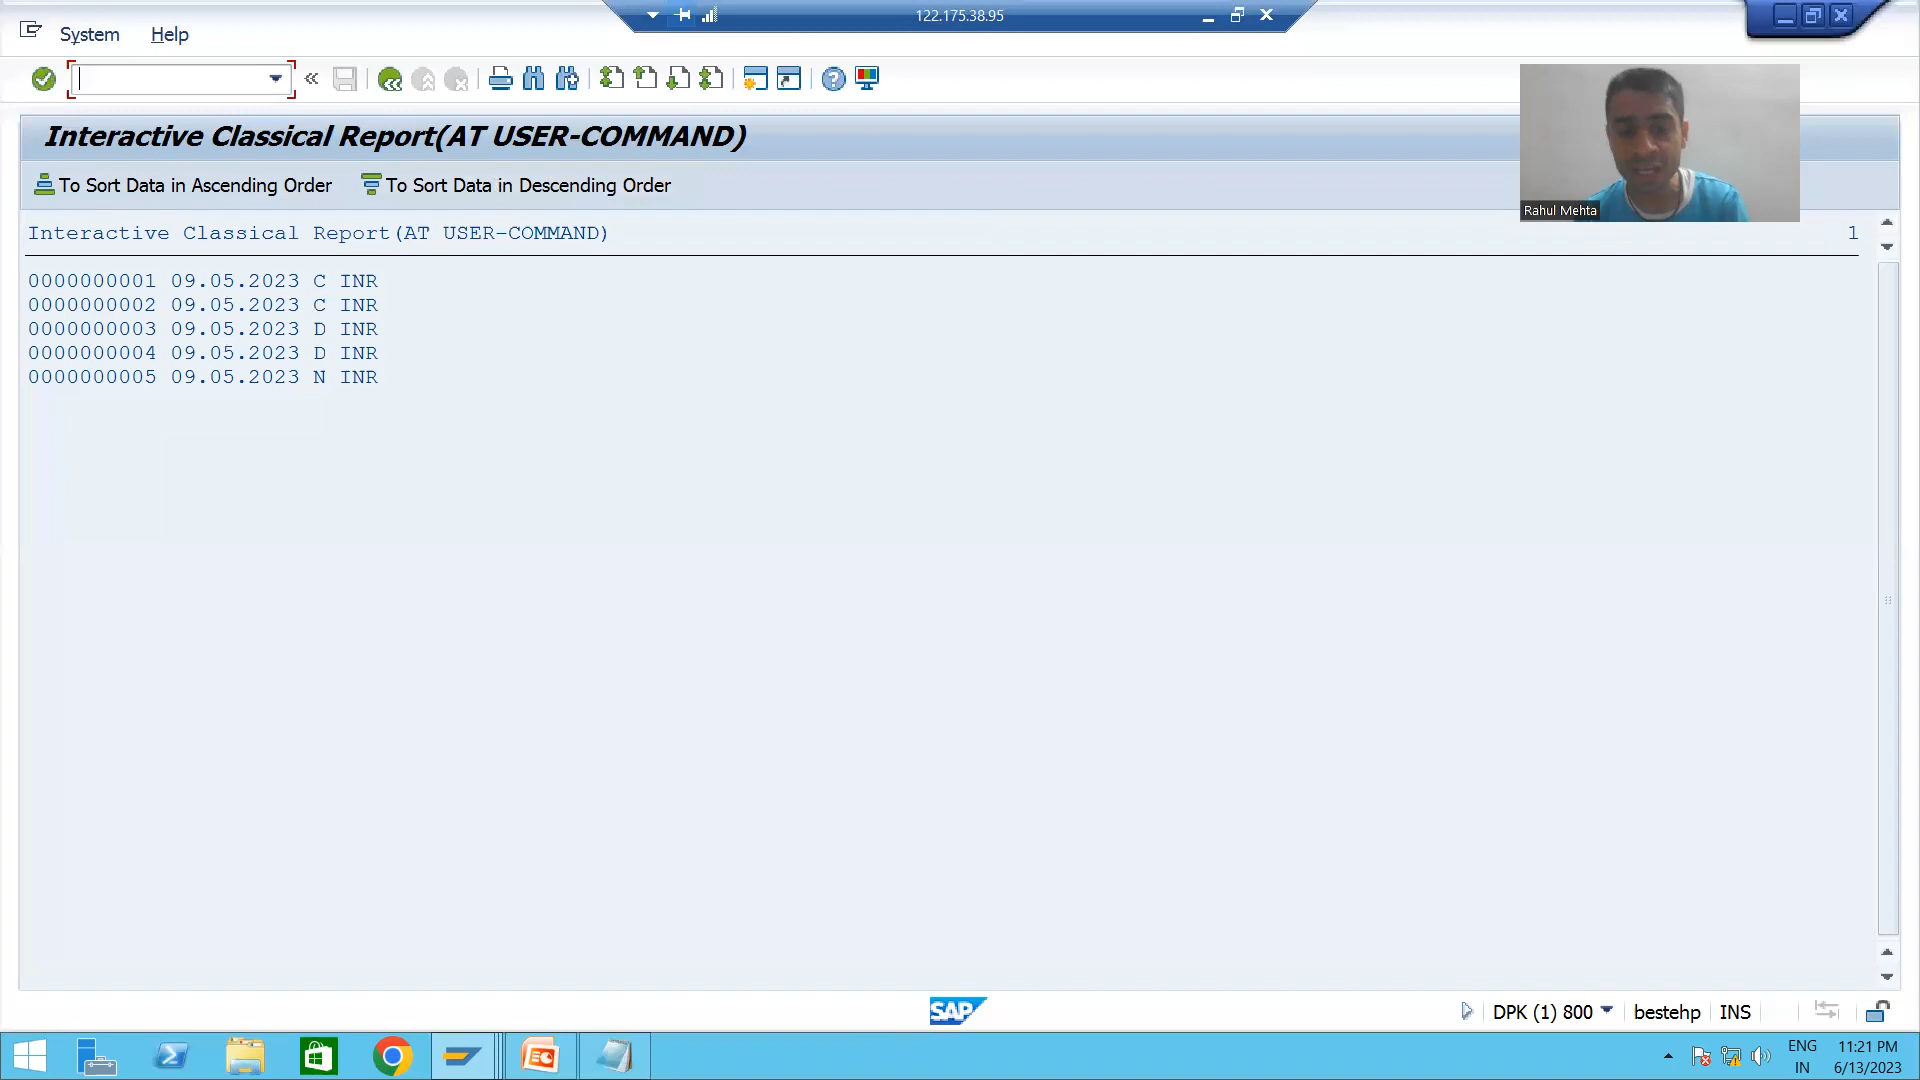 122.175.38.95
System Help
Interactive Classical Report(AT USER-COMMAND)
To Sort Data in Ascending Order To Sort Data in Descending Order
Rahul Mehta
Interactive Classical Report(AT USER-COMMAND) 1
0000000001 09.05.2023 C INR
0000000002 09.05.2023 C INR
0000000003 09.05.2023 D INR
0000000004 09.05.2023 D INR
0000000005 09.05.2023 N INR
SAP
DPK (1) 800 bestehp INS
ENG 11:21 PM
IN 6/13/2023